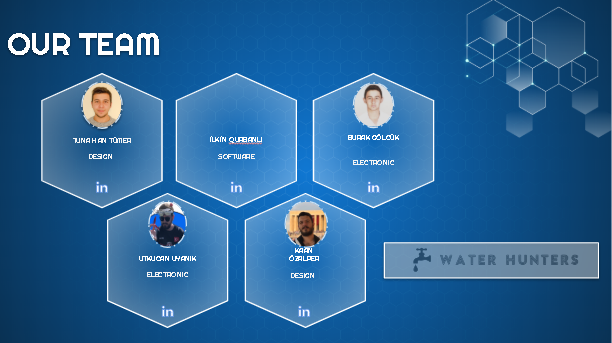 OUR TEAM
TUNAHAN TÜMER
DESIGN
in
İLKİN QURBANLI
SOFTWARE
in
BURAK GÖLCÜK
ELECTRONIC
in
UTKUCAN UYANIK
ELECTRONIC
in
KAAN
ÖZALPER
DESIGN
in
WATER HUNTERS